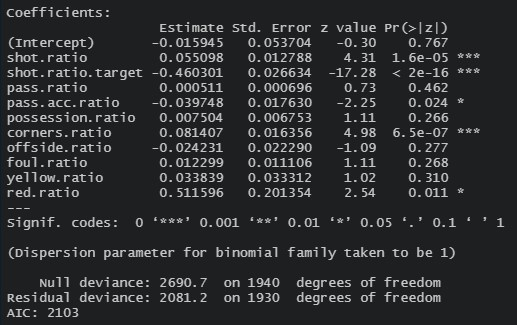 Coefficients:
                   Estimate Std. Error z value Pr(>|z|)
(Intercept)       -0.015945   0.053704   -0.30    0.767
shot.ratio         0.055098   0.012788    4.31  1.6e-05 ***
shot.ratio.target -0.460301   0.026634  -17.28  < 2e-16 ***
pass.ratio         0.000511   0.000696    0.73    0.462
pass.acc.ratio    -0.039748   0.017630   -2.25    0.024 *
possession.ratio   0.007504   0.006753    1.11    0.266
corners.ratio      0.081407   0.016356    4.98  6.5e-07 ***
offside.ratio     -0.024231   0.022290   -1.09    0.277
foul.ratio         0.012299   0.011106    1.11    0.268
yellow.ratio       0.033839   0.033312    1.02    0.310
red.ratio          0.511596   0.201354    2.54    0.011 *
---
Signif. codes:  0 ‘***’ 0.001 ‘**’ 0.01 ‘*’ 0.05 ‘.’ 0.1 ‘ ’ 1
(Dispersion parameter for binomial family taken to be 1)
    Null deviance: 2690.7  on 1940  degrees of freedom
Residual deviance: 2081.2  on 1930  degrees of freedom
AIC: 2103